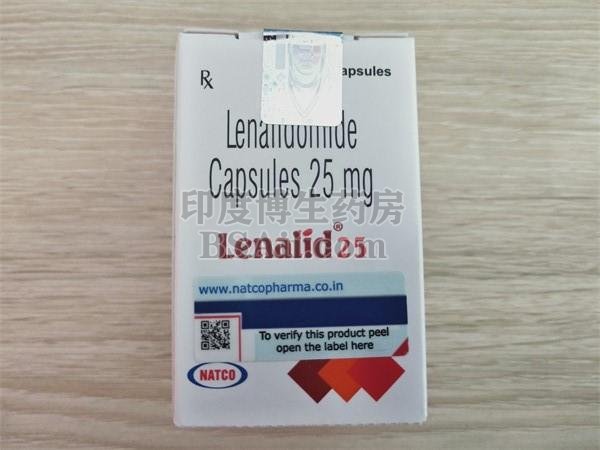 Rx
Lenalidomide
Capsules 25 mg
印度博生药房
Lenalid® 25
www.natcopharma.co.in
To verify this product peel
open the label here
NATCO